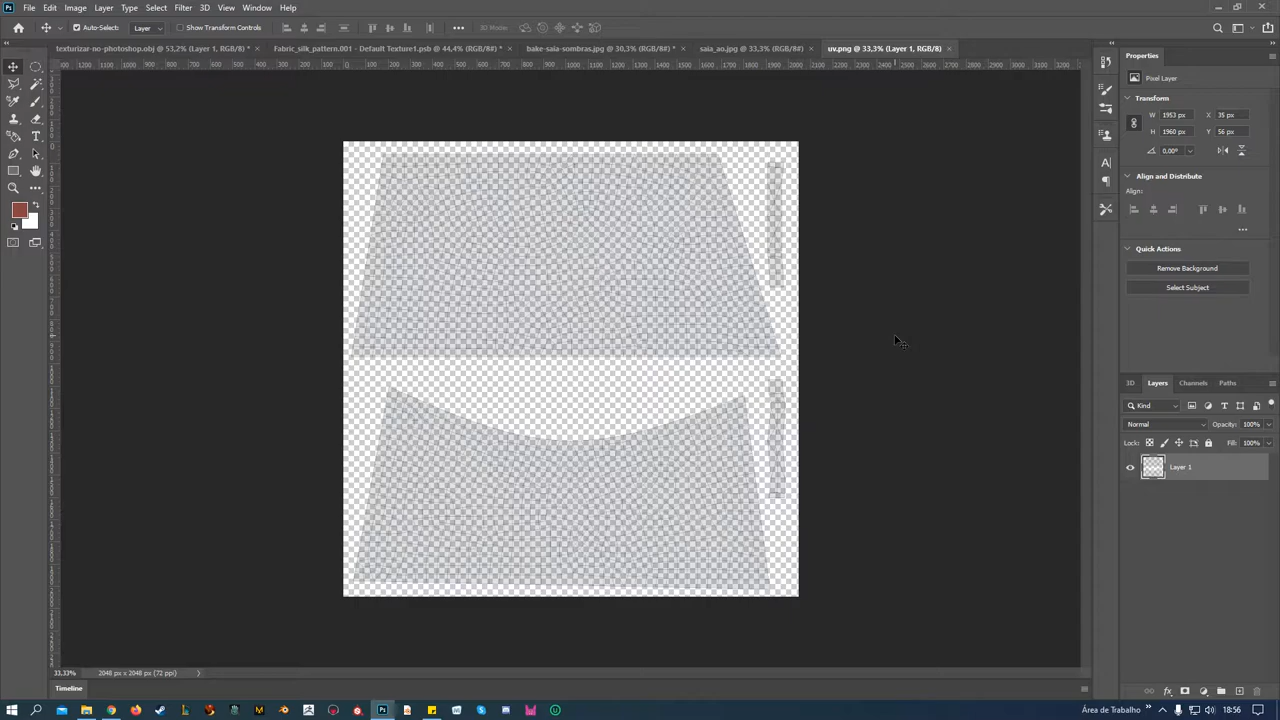 Ps File Edit Image Layer Type Select Filter 3D View Window Help
Auto-Select: Layer Show Transform Controls 3D Mode:
texturizar-no-photoshop.obj @ 53,2% (Layer 1, RGB/8) * × Fabric_silk_pattern.001 - Default Texture1.psb @ 44,4% (RGB/8#) * × bake-saia-sombras.jpg @ 30,3% (RGB/8#) * × saia_ao.jpg @ 33,3% (RGB/8#) × uv.png @ 33,3% (Layer 1, RGB/8) ×
Properties
Pixel Layer
Transform
W 1953 px X 35 px
H 1960 px Y 56 px
0,00°
Align and Distribute
Align:
Quick Actions
Remove Background
Select Subject
3D Layers Channels Paths
Kind
Normal Opacity: 100%
Lock: Fill: 100%
Layer 1
33,33% 2048 px x 2048 px (72 ppi)
Timeline
Área de Trabalho 18:56